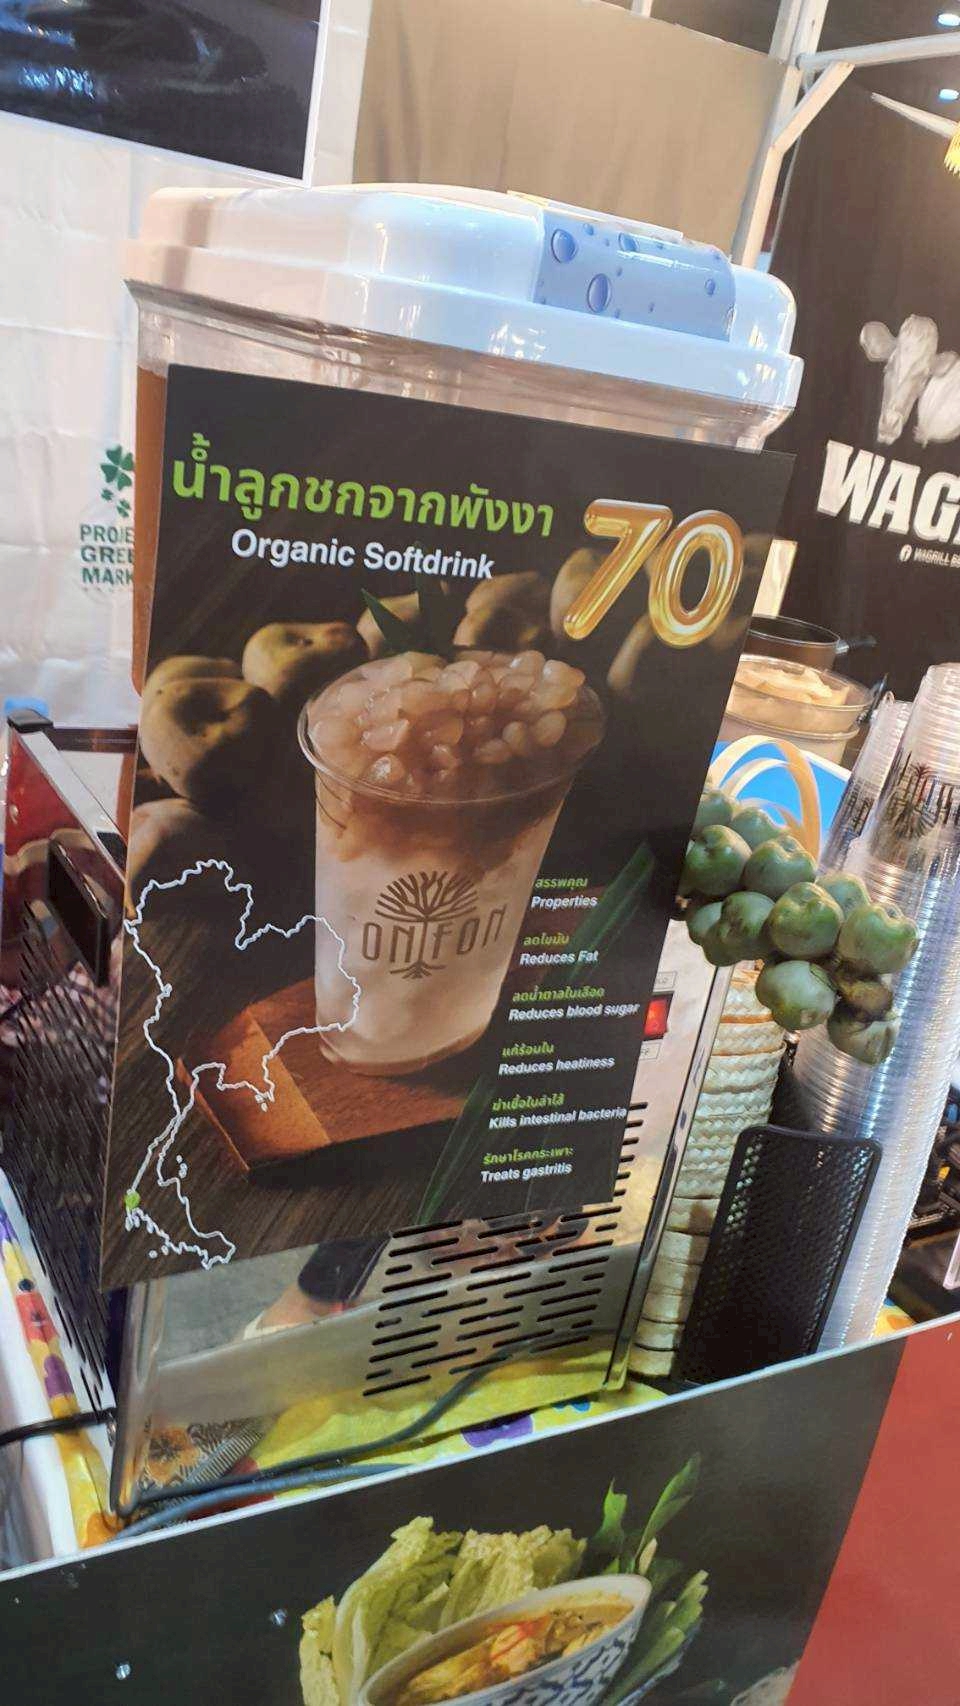 น้ำลูกชกจากพังงา
Organic Softdrink
70
ONIFON
สรรพคุณ
Properties
ลดไขมัน
Reduces Fat
ลดน้ำตาลในเลือด
Reduces blood sugar
แก้ร้อนใน
Reduces heatiness
ฆ่าเชื้อในลำไส้
Kills intestinal bacteria
รักษาโรคกระเพาะ
Treats gastritis
GREE
MARK
WAG